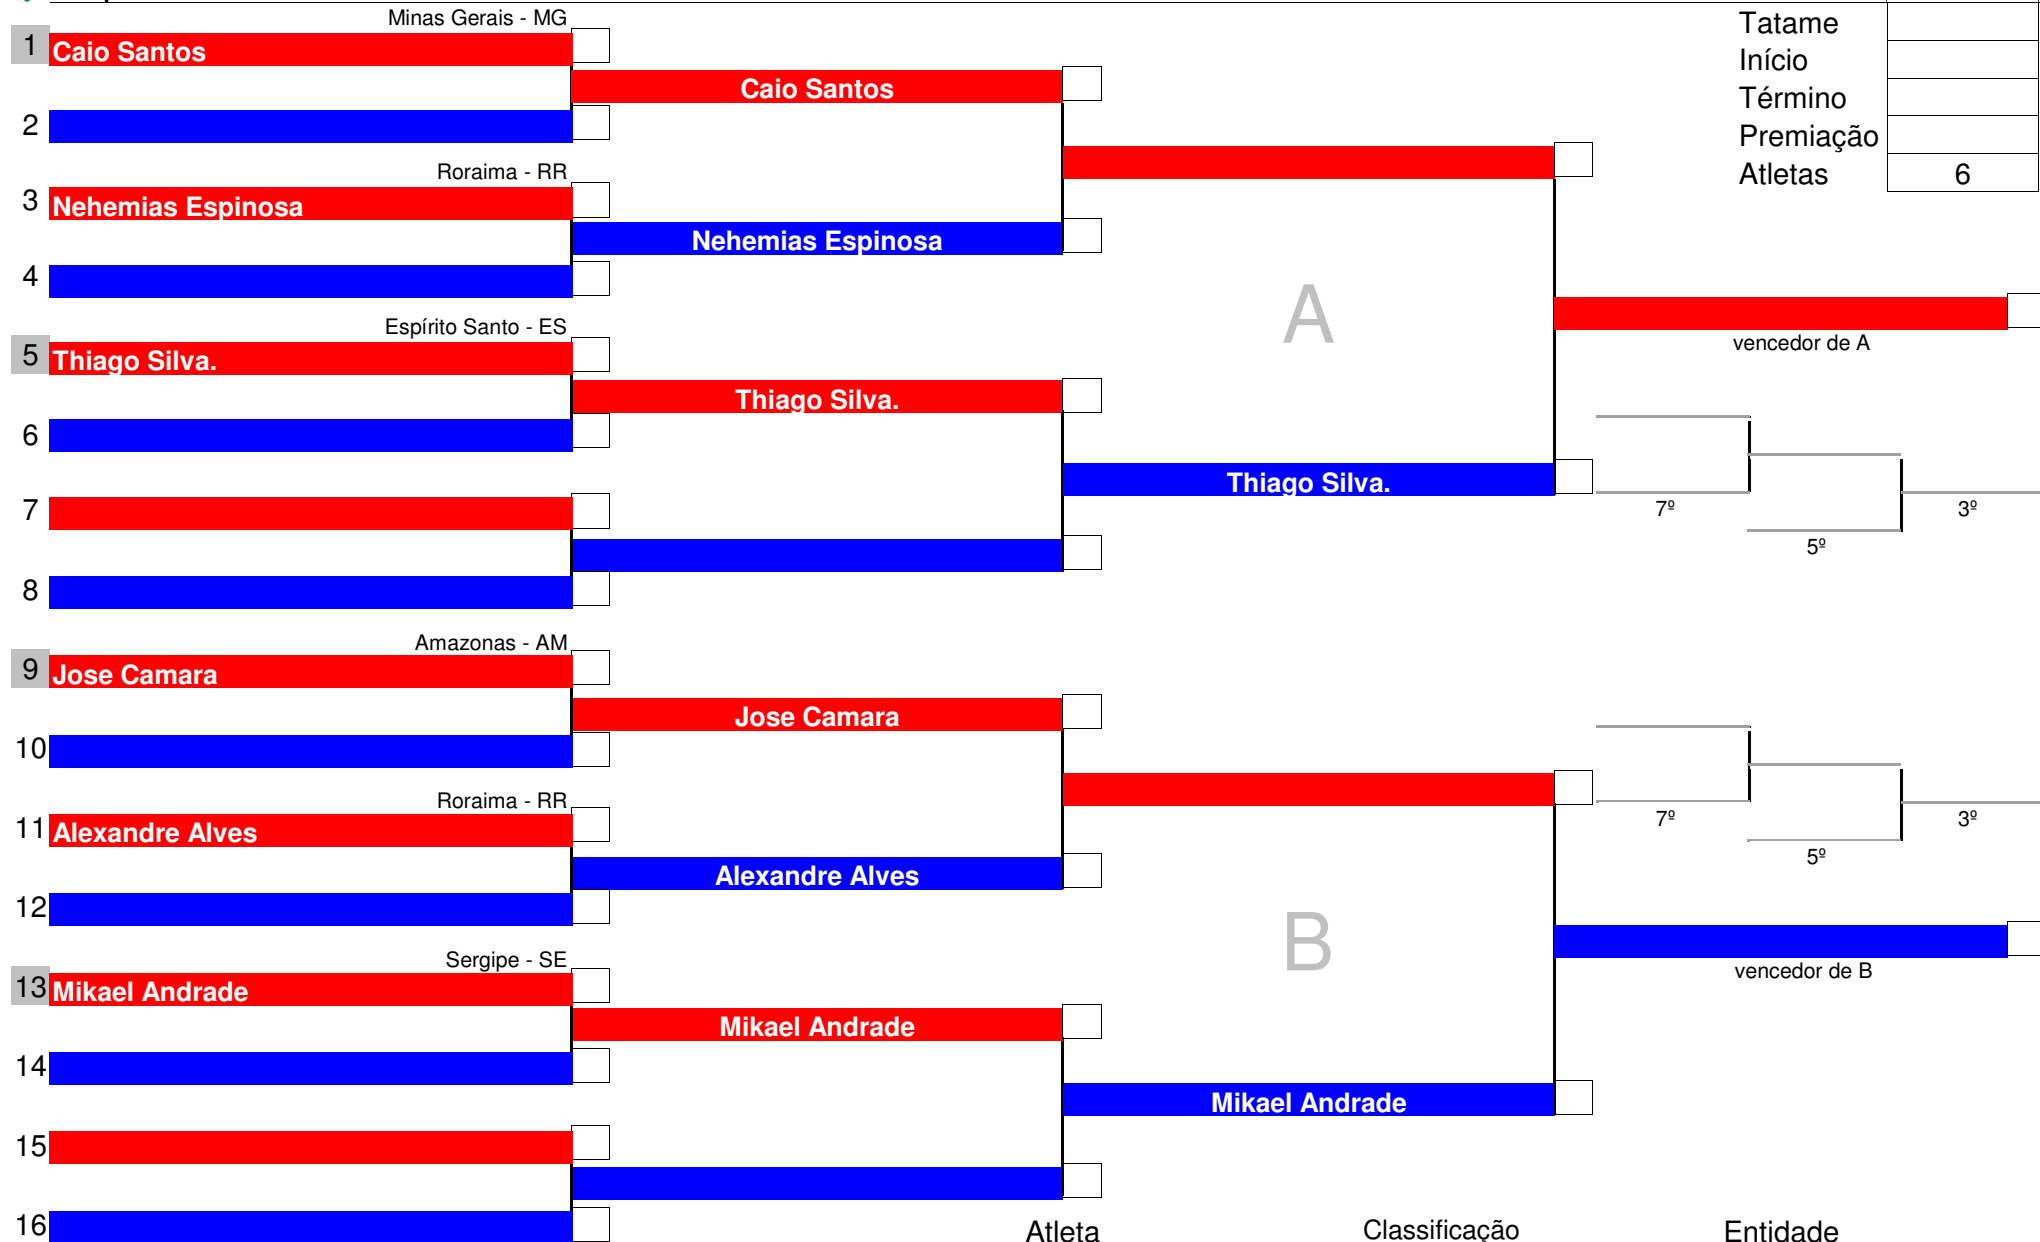 Minas Gerais - MG
Tatame
1 Caio Santos
Início
Caio Santos
Término
2
Premiação
Roraima - RR
Atletas 6
3 Nehemias Espinosa
Nehemias Espinosa
4
A
Espírito Santo - ES
vencedor de A
5 Thiago Silva.
Thiago Silva.
6
Thiago Silva.
7
7º 3º
5º
8
Amazonas - AM
9 Jose Camara
Jose Camara
10
Roraima - RR
7º 3º
11 Alexandre Alves
5º
Alexandre Alves
12
B
Sergipe - SE
vencedor de B
13 Mikael Andrade
Mikael Andrade
14
Mikael Andrade
15
16
Atleta Classificação Entidade